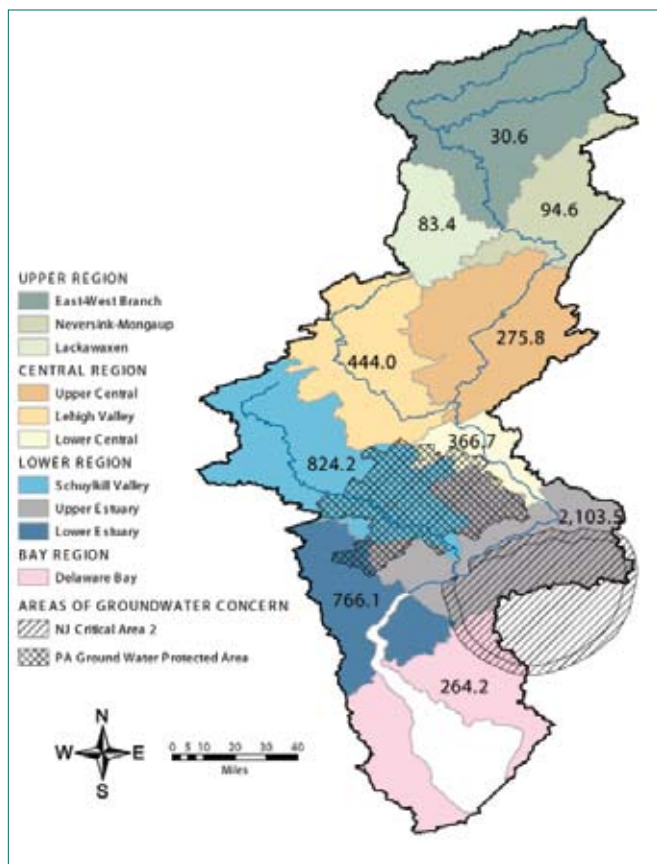 30.6
94.6
83.4
UPPER REGION
East-West Branch
Neversink-Mongaup
Lackawaxen
275.8
444.0
CENTRAL REGION
Upper Central
Lehigh Valley
Lower Central
366.7
824.2
LOWER REGION
Schuylkill Valley
Upper Estuary
Lower Estuary
2,103.5
BAY REGION
Delaware Bay
766.1
AREAS OF GROUNDWATER CONCERN
NJ Critical Area 2
PA Ground Water Protected Area
264.2
N
W E
S
0 5 10 20 30 40
Miles